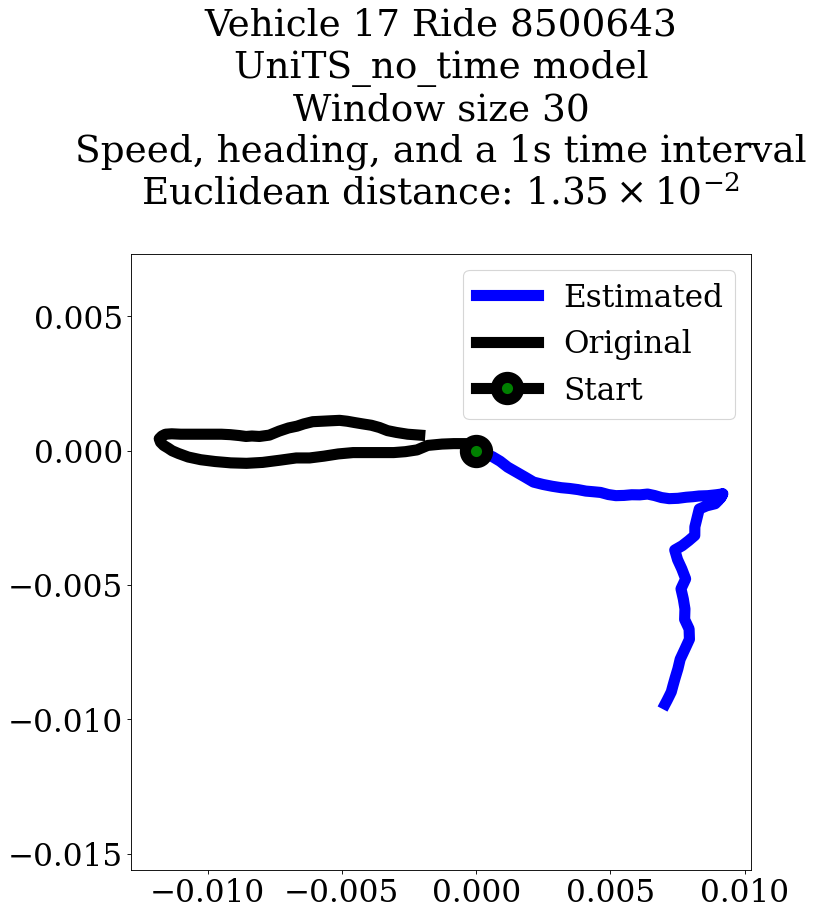 Vehicle 17 Ride 8500643
UniTS_no_time model
Window size 30
Speed, heading, and a 1s time interval
Euclidean distance: 1.35 × 10⁻²
Estimated
Original
Start
0.005
0.000
−0.005
−0.010
−0.015
−0.010 −0.005 0.000 0.005 0.010